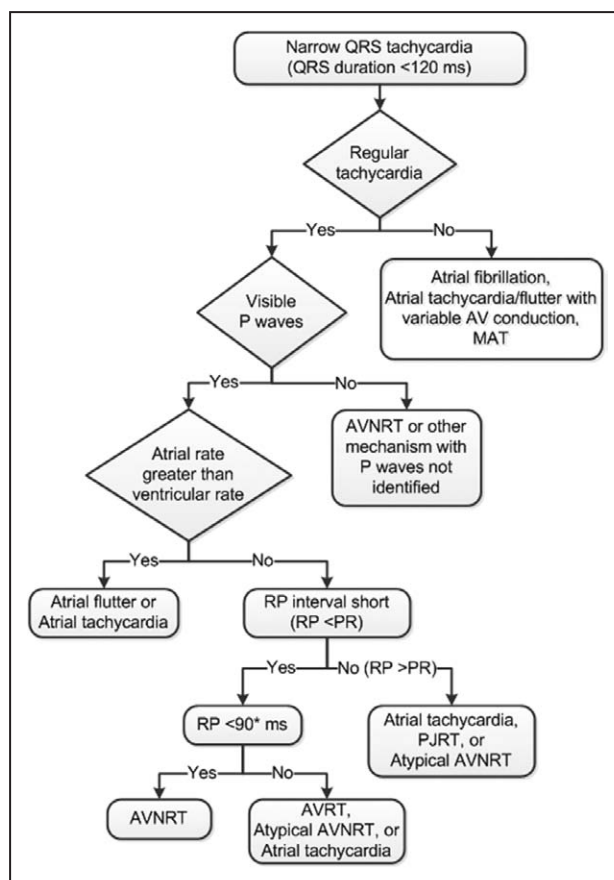 Narrow QRS tachycardia
(QRS duration <120 ms)
Regular
tachycardia
Yes
No
Visible
P waves
Atrial fibrillation,
Atrial tachycardia/flutter with
variable AV conduction,
MAT
Yes
No
Atrial rate
greater than
ventricular rate
AVNRT or other
mechanism with
P waves not
identified
Yes
No
Atrial flutter or
Atrial tachycardia
RP interval short
(RP <PR)
Yes
No (RP >PR)
RP <90* ms
Atrial tachycardia,
PJRT, or
Atypical AVNRT
Yes
No
AVNRT
AVRT,
Atypical AVNRT, or
Atrial tachycardia